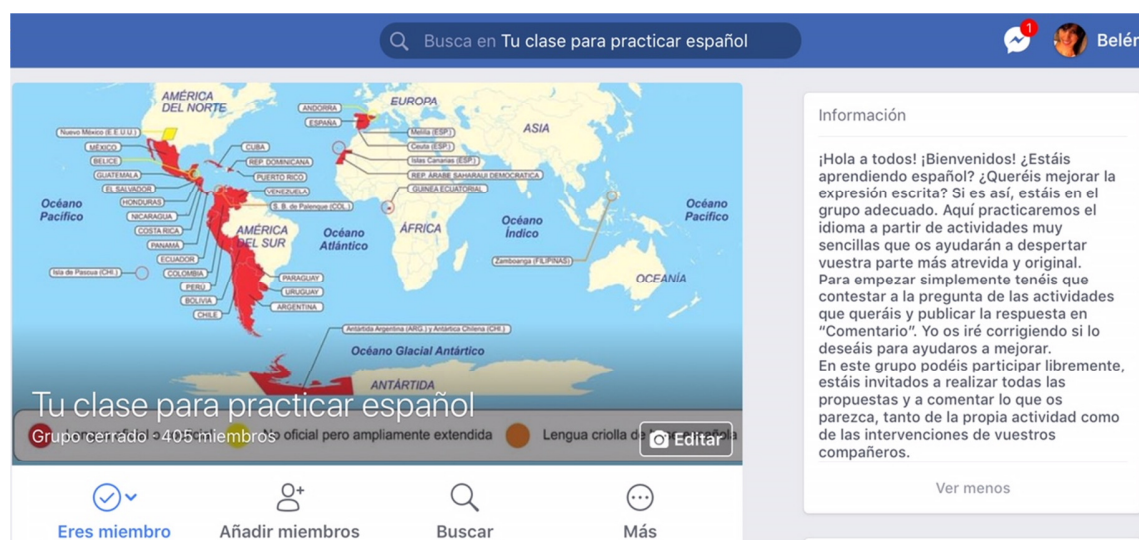 Busca en Tu clase para practicar español
1
Belén
AMÉRICA
DEL NORTE
EUROPA
ASIA
ÁFRICA
AMÉRICA
DEL SUR
OCEANÍA
ANTÁRTIDA
Océano
Pacífico
Océano
Atlántico
Océano
Índico
Océano
Pacífico
Océano Glacial Antártico
Nuevo México (E.E.U.U.)
MÉXICO
BELICE
GUATEMALA
EL SALVADOR
HONDURAS
NICARAGUA
COSTA RICA
PANAMÁ
ECUADOR
COLOMBIA
PERÚ
BOLIVIA
CHILE
Isla de Pascua (CHI.)
CUBA
REP. DOMINICANA
PUERTO RICO
VENEZUELA
S. B. de Palenque (COL.)
PARAGUAY
URUGUAY
ARGENTINA
ANDORRA
ESPAÑA
Melilla (ESP.)
Ceuta (ESP.)
Islas Canarias (ESP.)
REP. ÁRABE SAHARAUI DEMOCRATICA
GUINEA ECUATORIAL
Zamboanga (FILIPINAS)
Antártida Argentina (ARG.) y Antártica Chilena (CHI.)
Tu clase para practicar español
Grupo cerrado · 405 miembros
No oficial pero ampliamente extendida
Lengua criolla de
Editar
Eres miembro
Añadir miembros
Buscar
Más
Información
¡Hola a todos! ¡Bienvenidos! ¿Estáis
aprendiendo español? ¿Queréis mejorar la
expresión escrita? Si es así, estáis en el
grupo adecuado. Aquí practicaremos el
idioma a partir de actividades muy
sencillas que os ayudarán a despertar
vuestra parte más atrevida y original.
Para empezar simplemente tenéis que
contestar a la pregunta de las actividades
que queráis y publicar la respuesta en
“Comentario”. Yo os iré corrigiendo si lo
deseáis para ayudaros a mejorar.
En este grupo podéis participar libremente,
estáis invitados a realizar todas las
propuestas y a comentar lo que os
parezca, tanto de la propia actividad como
de las intervenciones de vuestros
compañeros.
Ver menos